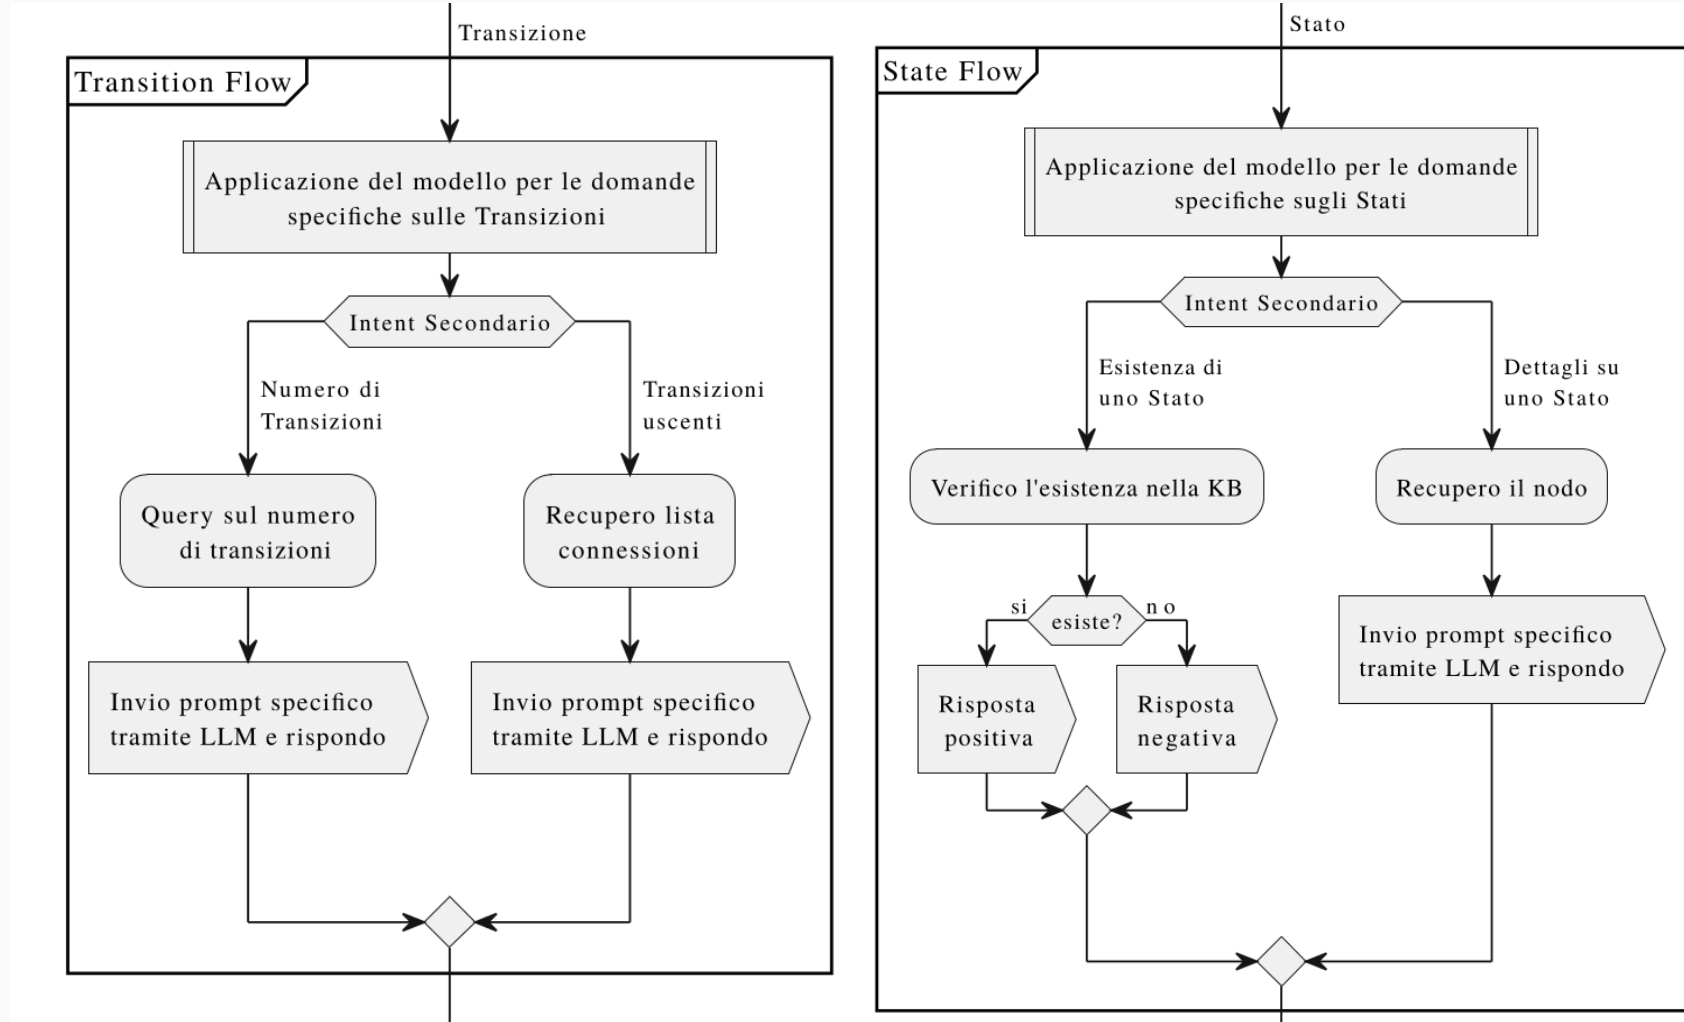 Transizione
Transition Flow
Applicazione del modello per le domande
specifiche sulle Transizioni
Intent Secondario
Numero di
Transizioni
Transizioni
uscenti
Query sul numero
di transizioni
Recupero lista
connessioni
Invio prompt specifico
tramite LLM e rispondo
Invio prompt specifico
tramite LLM e rispondo
Stato
State Flow
Applicazione del modello per le domande
specifiche sugli Stati
Intent Secondario
Esistenza di
uno Stato
Dettagli su
uno Stato
Verifico l'esistenza nella KB
Recupero il nodo
si
esiste?
no
Risposta
positiva
Risposta
negativa
Invio prompt specifico
tramite LLM e rispondo